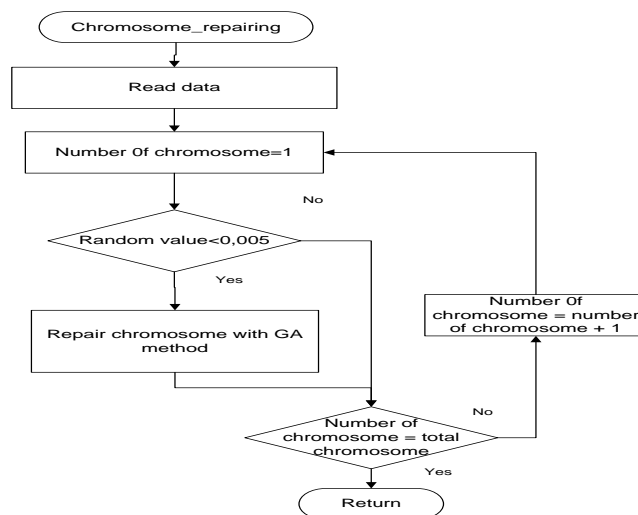 Chromosome_repairing
Read data
Number 0f chromosome=1
No
Random value<0,005
Yes
Repair chromosome with GA
method
Number 0f
chromosome = number
of chromosome + 1
No
Number of
chromosome = total
chromosome
Yes
Return